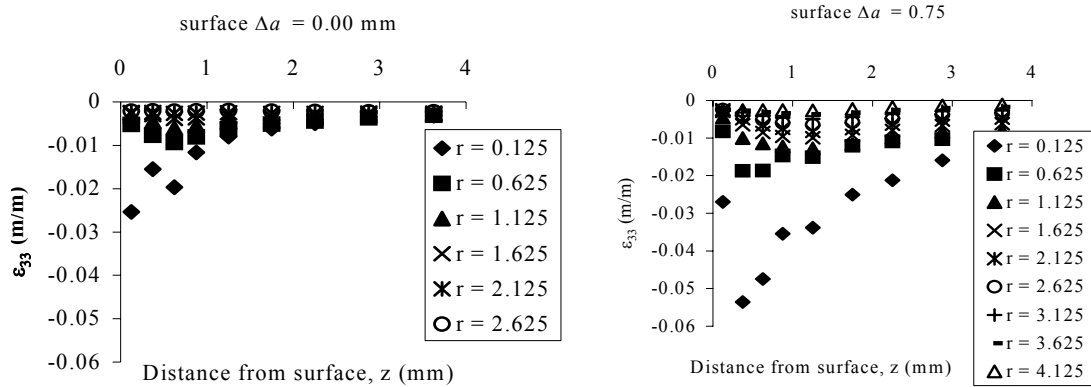 surface Δa = 0.00 mm
0 1 2 3 4
0
-0.01
-0.02
-0.03
-0.04
-0.05
-0.06
ε33 (m/m)
Distance from surface, z (mm)
r = 0.125
r = 0.625
r = 1.125
r = 1.625
r = 2.125
r = 2.625
surface Δa = 0.75
0 1 2 3 4
0
-0.01
-0.02
-0.03
-0.04
-0.05
-0.06
ε33 (m/m)
Distance from surface, z (mm)
r = 0.125
r = 0.625
r = 1.125
r = 1.625
r = 2.125
r = 2.625
r = 3.125
r = 3.625
r = 4.125